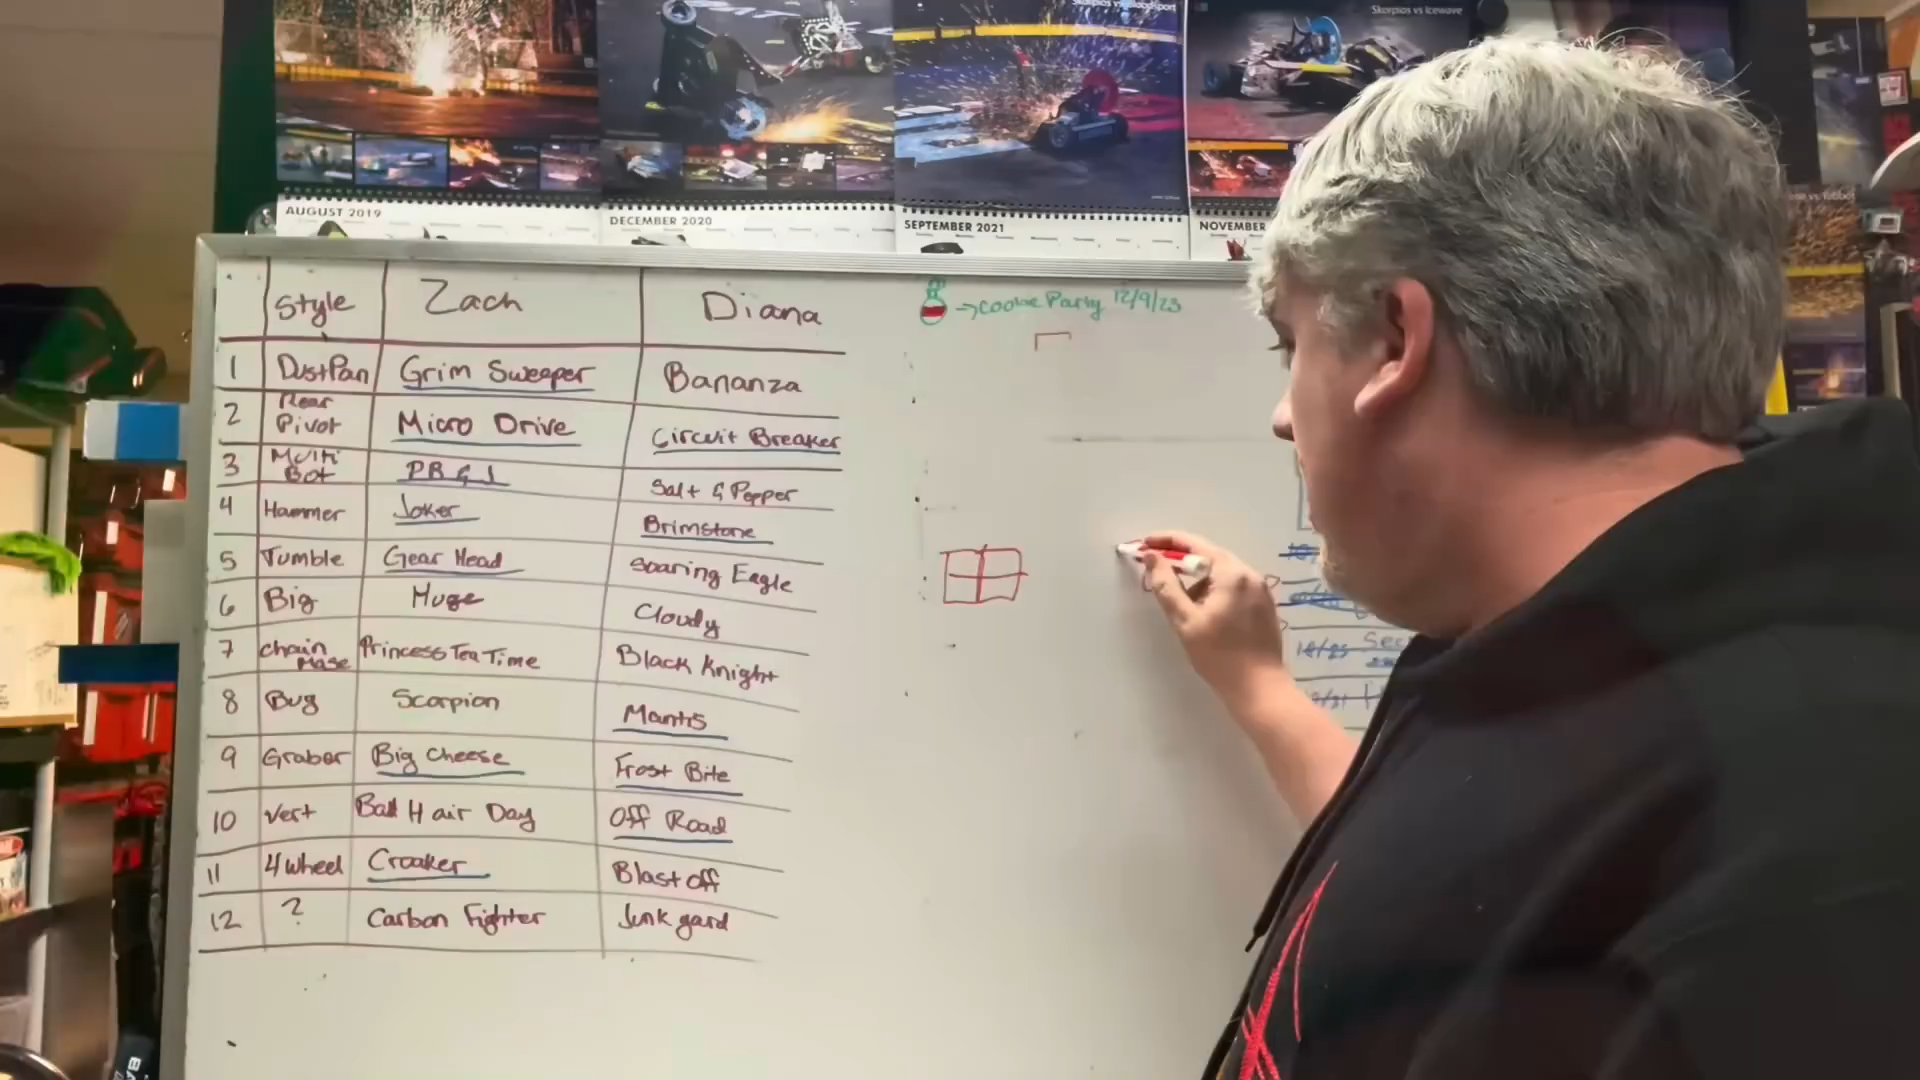 Skorpios vs Icewave
AUGUST 2019
DECEMBER 2020
SEPTEMBER 2021
NOVEMBER
Style Zach Diana
1 DustPan Grim Sweeper Bananza
2 Rear Pivot Micro Drive Circuit Breaker
3 Multi Bot PB&J Salt & Pepper
4 Hammer Joker Brimstone
5 Tumble Gear Head Soaring Eagle
6 Big Huge Cloudy
7 Chain Mase Princess Tea Time Black Knight
8 Bug Scorpion Mantis
9 Graber Big Cheese Frost Bite
10 Vert Bad Hair Day Off Road
11 4 Wheel Croaker Blast off
12 ? Carbon Fighter Junk yard
→ Cookie Party 12/9/23